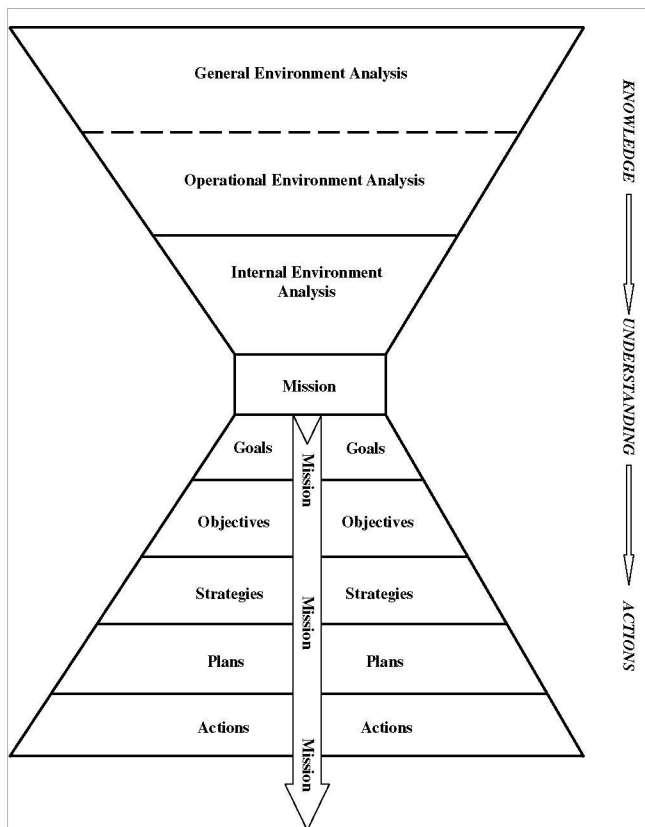 General Environment Analysis
Operational Environment Analysis
Internal Environment
Analysis
Mission
Goals
Goals
Objectives
Objectives
Strategies
Strategies
Plans
Plans
Actions
Actions
Mission
Mission
Mission
KNOWLEDGE
UNDERSTANDING
ACTIONS